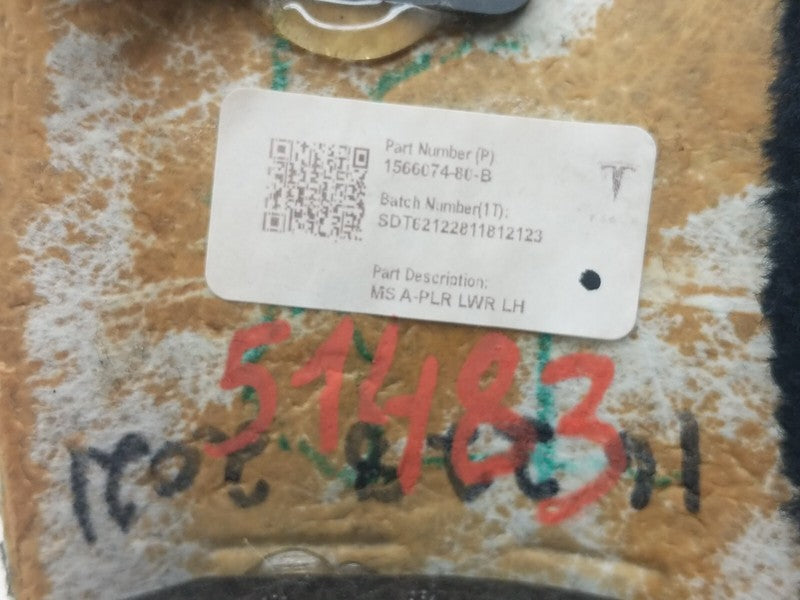 Part Number (P)
1566074-80-B
Batch Number(1T):
SDT62122811812123
Part Description:
MS A-PLR LWR LH
51483